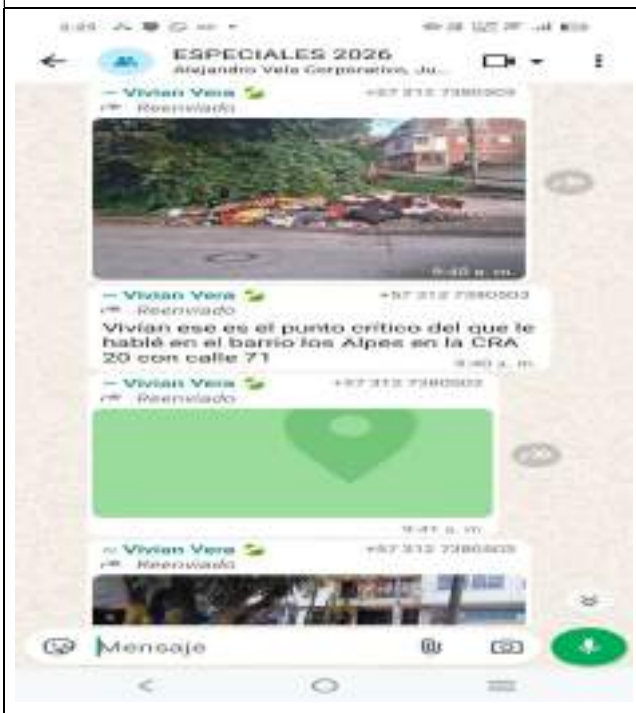 ESPECIALES 2026
Alejandro Vela Corporativo, Ju...
~ Vivian Vera
Reenviado
9:40 a. m.
~ Vivian Vera
Reenviado
Vivian ese es el punto crítico del que le
hablé en el barrio los Alpes en la CRA
20 con calle 71
9:40 a. m.
~ Vivian Vera
Reenviado
9:41 a. m.
~ Vivian Vera
Reenviado
Mensaje